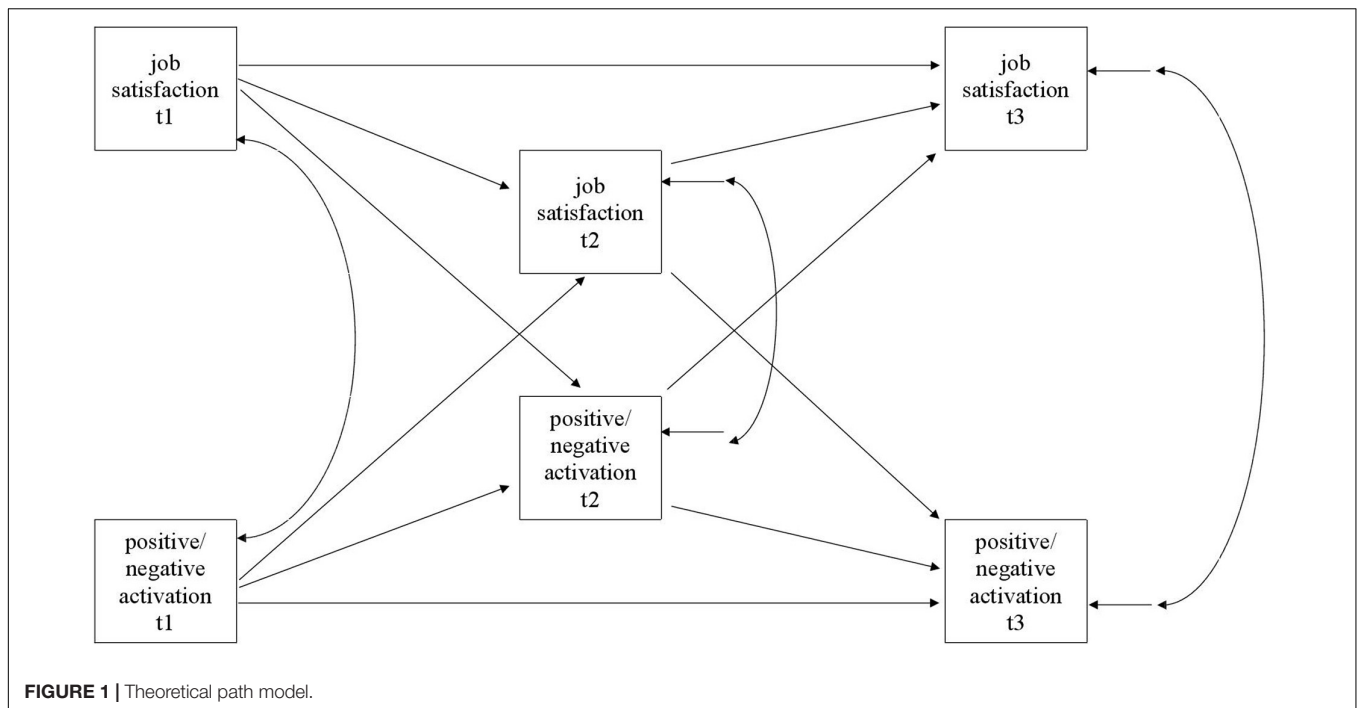 job
satisfaction
t1
job
satisfaction
t3
job
satisfaction
t2
positive/
negative
activation
t2
positive/
negative
activation
t1
positive/
negative
activation
t3
FIGURE 1 | Theoretical path model.